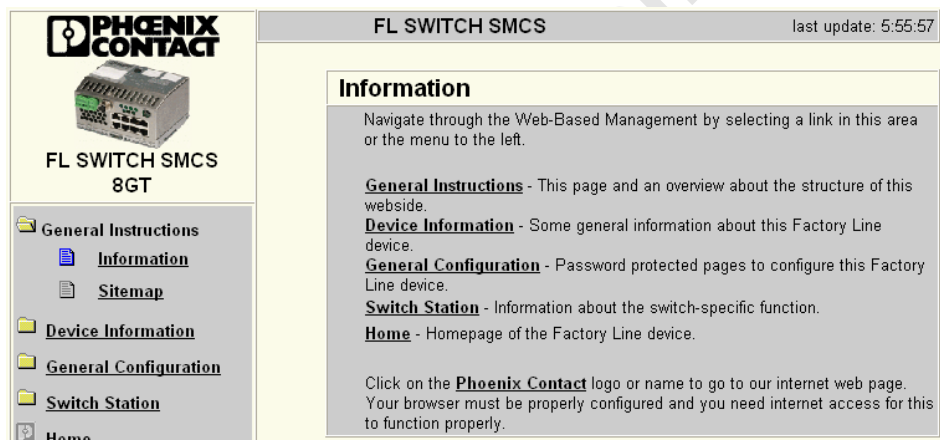 PHŒNIX
CONTACT
FL SWITCH SMCS
8GT
General Instructions
Information
Sitemap
Device Information
General Configuration
Switch Station
Home
FL SWITCH SMCS
last update: 5:55:57
Information
Navigate through the Web-Based Management by selecting a link in this area
or the menu to the left.
General Instructions - This page and an overview about the structure of this
webside.
Device Information - Some general information about this Factory Line
device.
General Configuration - Password protected pages to configure this Factory
Line device.
Switch Station - Information about the switch-specific function.
Home - Homepage of the Factory Line device.
Click on the Phoenix Contact logo or name to go to our internet web page.
Your browser must be properly configured and you need internet access for this
to function properly.